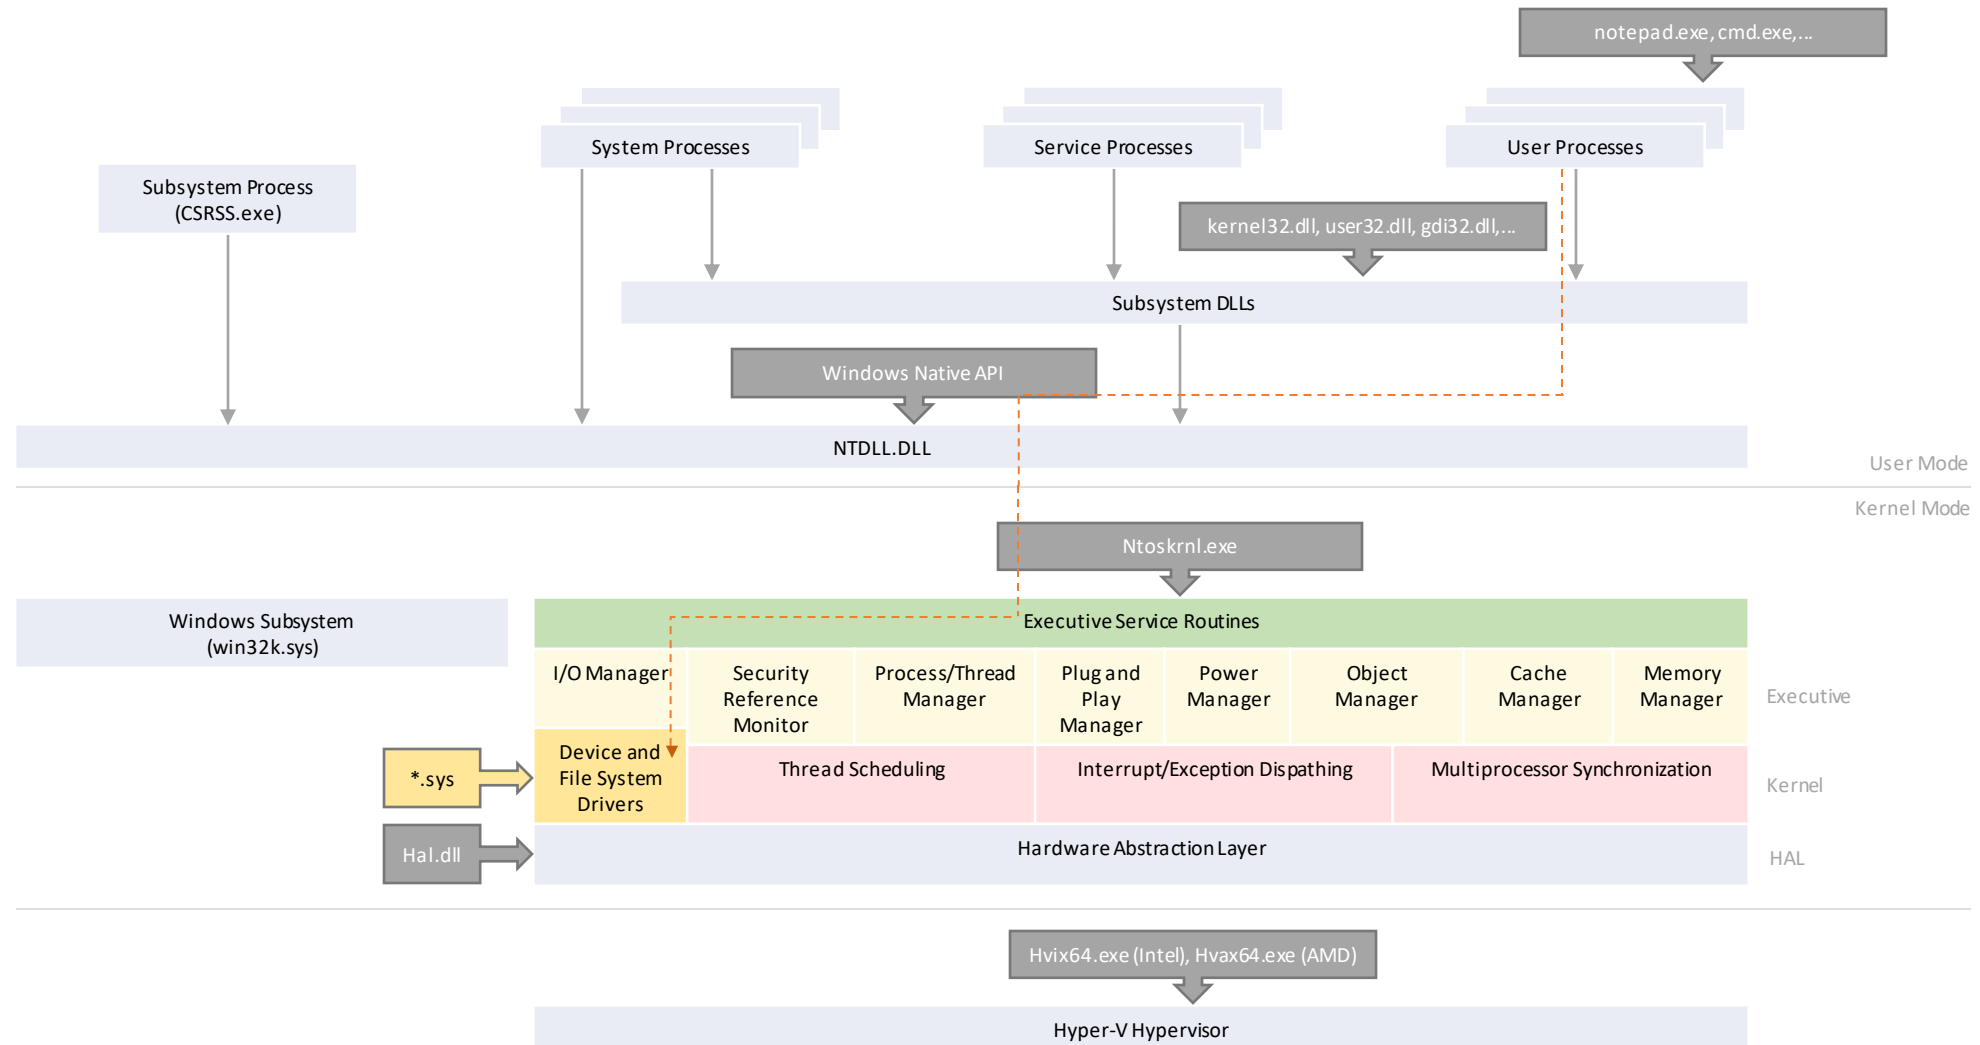 notepad.exe, cmd.exe,...
System Processes
Service Processes
User Processes
Subsystem Process
(CSRSS.exe)
kernel32.dll, user32.dll, gdi32.dll,...
Subsystem DLLs
Windows Native API
NTDLL.DLL
User Mode
Kernel Mode
Ntoskrnl.exe
Windows Subsystem
(win32k.sys)
Executive Service Routines
I/O Manager
Security
Reference
Monitor
Process/Thread
Manager
Plug and
Play
Manager
Power
Manager
Object
Manager
Cache
Manager
Memory
Manager
Executive
*.sys
Device and
File System
Drivers
Thread Scheduling
Interrupt/Exception Dispathing
Multiprocessor Synchronization
Kernel
Hal.dll
Hardware Abstraction Layer
HAL
Hvix64.exe (Intel), Hvax64.exe (AMD)
Hyper-V Hypervisor